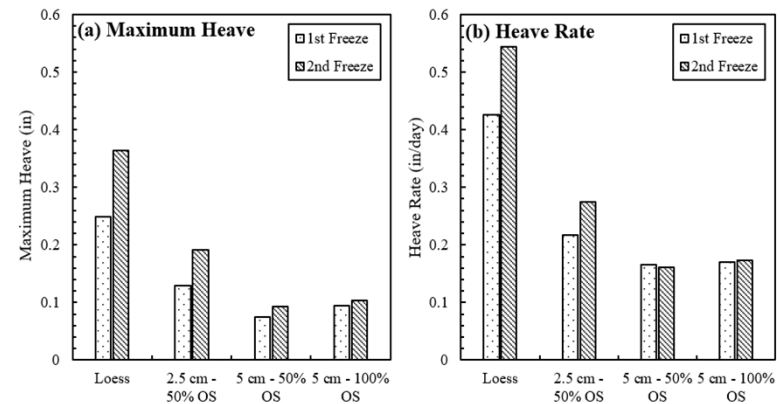 (a) Maximum Heave
1st Freeze
2nd Freeze
Maximum Heave (in)
0.6
0.5
0.4
0.3
0.2
0.1
0
Loess
2.5 cm -
50% OS
5 cm - 50%
OS
5 cm - 100%
OS
(b) Heave Rate
1st Freeze
2nd Freeze
Heave Rate (in/day)
0.6
0.5
0.4
0.3
0.2
0.1
0
Loess
2.5 cm -
50% OS
5 cm - 50%
OS
5 cm - 100%
OS